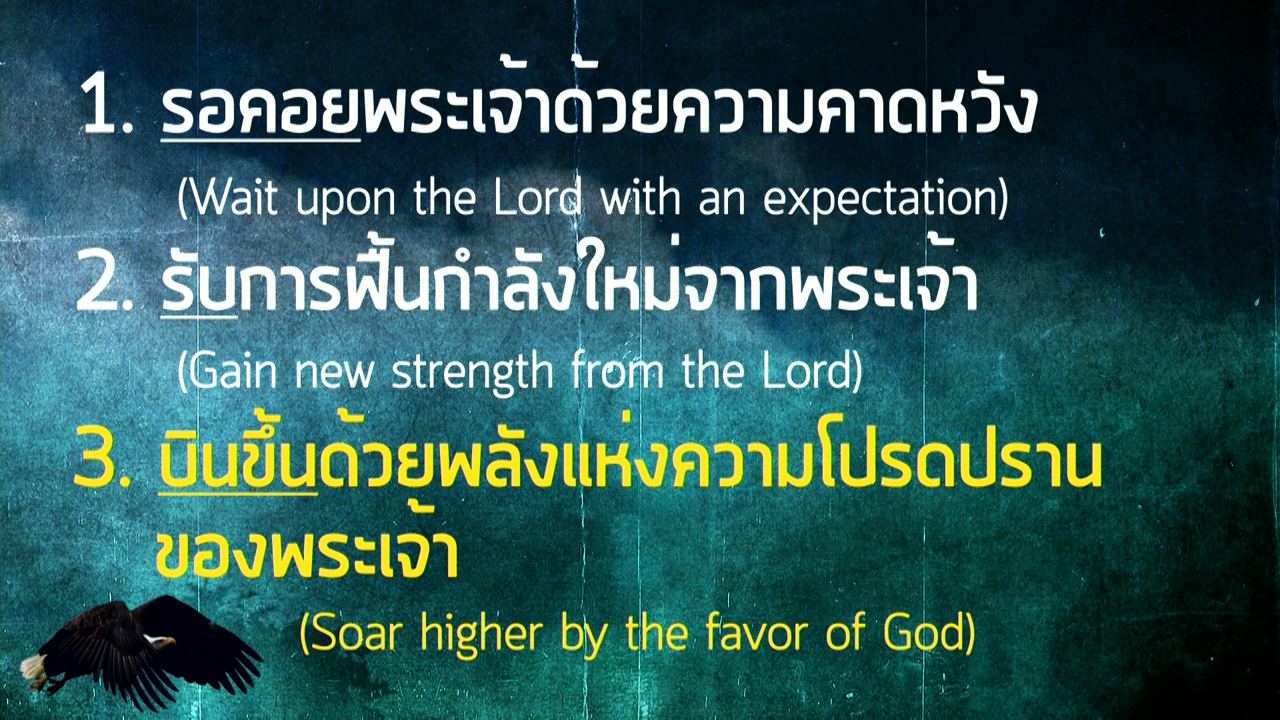 1. รอคอยพระเจ้าด้วยความคาดหวัง
(Wait upon the Lord with an expectation)
2. รับการฟื้นกำลังใหม่จากพระเจ้า
(Gain new strength from the Lord)
3. บินขึ้นด้วยพลังแห่งความโปรดปราน
ของพระเจ้า
(Soar higher by the favor of God)